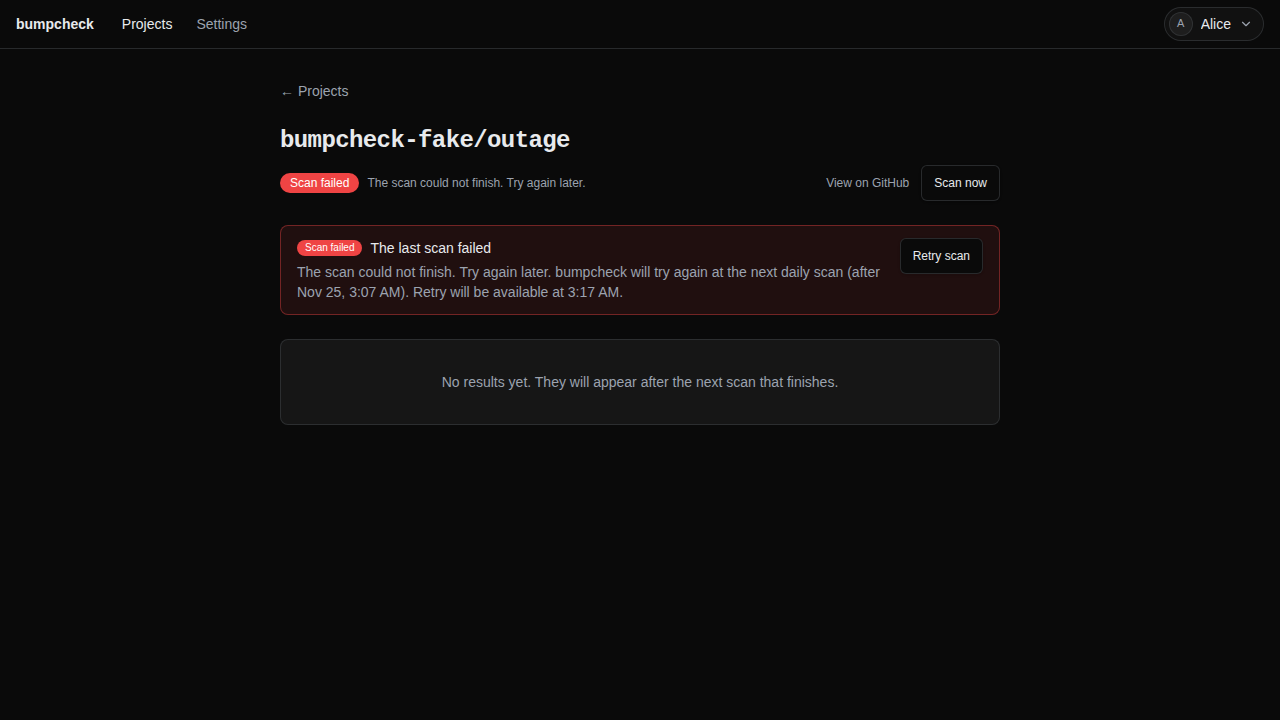 bumpcheck Projects Settings A Alice
← Projects
bumpcheck-fake/outage
Scan failed The scan could not finish. Try again later. View on GitHub Scan now
Scan failed The last scan failed
The scan could not finish. Try again later. bumpcheck will try again at the next daily scan (after
Nov 25, 3:07 AM). Retry will be available at 3:17 AM.
Retry scan
No results yet. They will appear after the next scan that finishes.